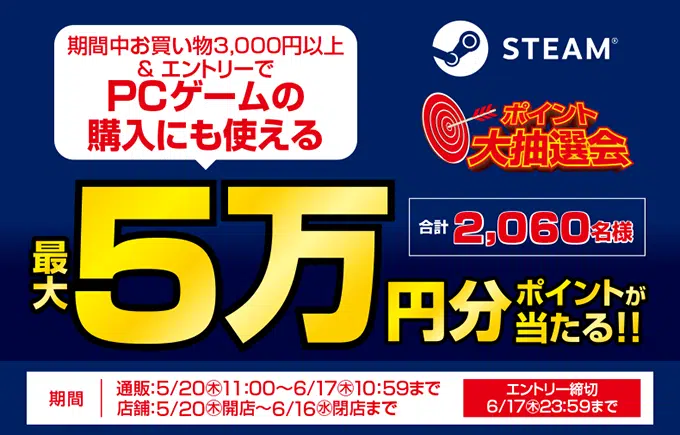 期間中お買い物3,000円以上
& エントリーで
PCゲームの
購入にも使える
STEAM®
ポイント
大抽選会
合計 2,060名様
最大 5万円分 ポイントが
当たる!!
期間
通販:5/20㊍11:00～6/17㊍10:59まで
店舗:5/20㊍開店～6/16㊌閉店まで
エントリー締切
6/17㊍23:59まで